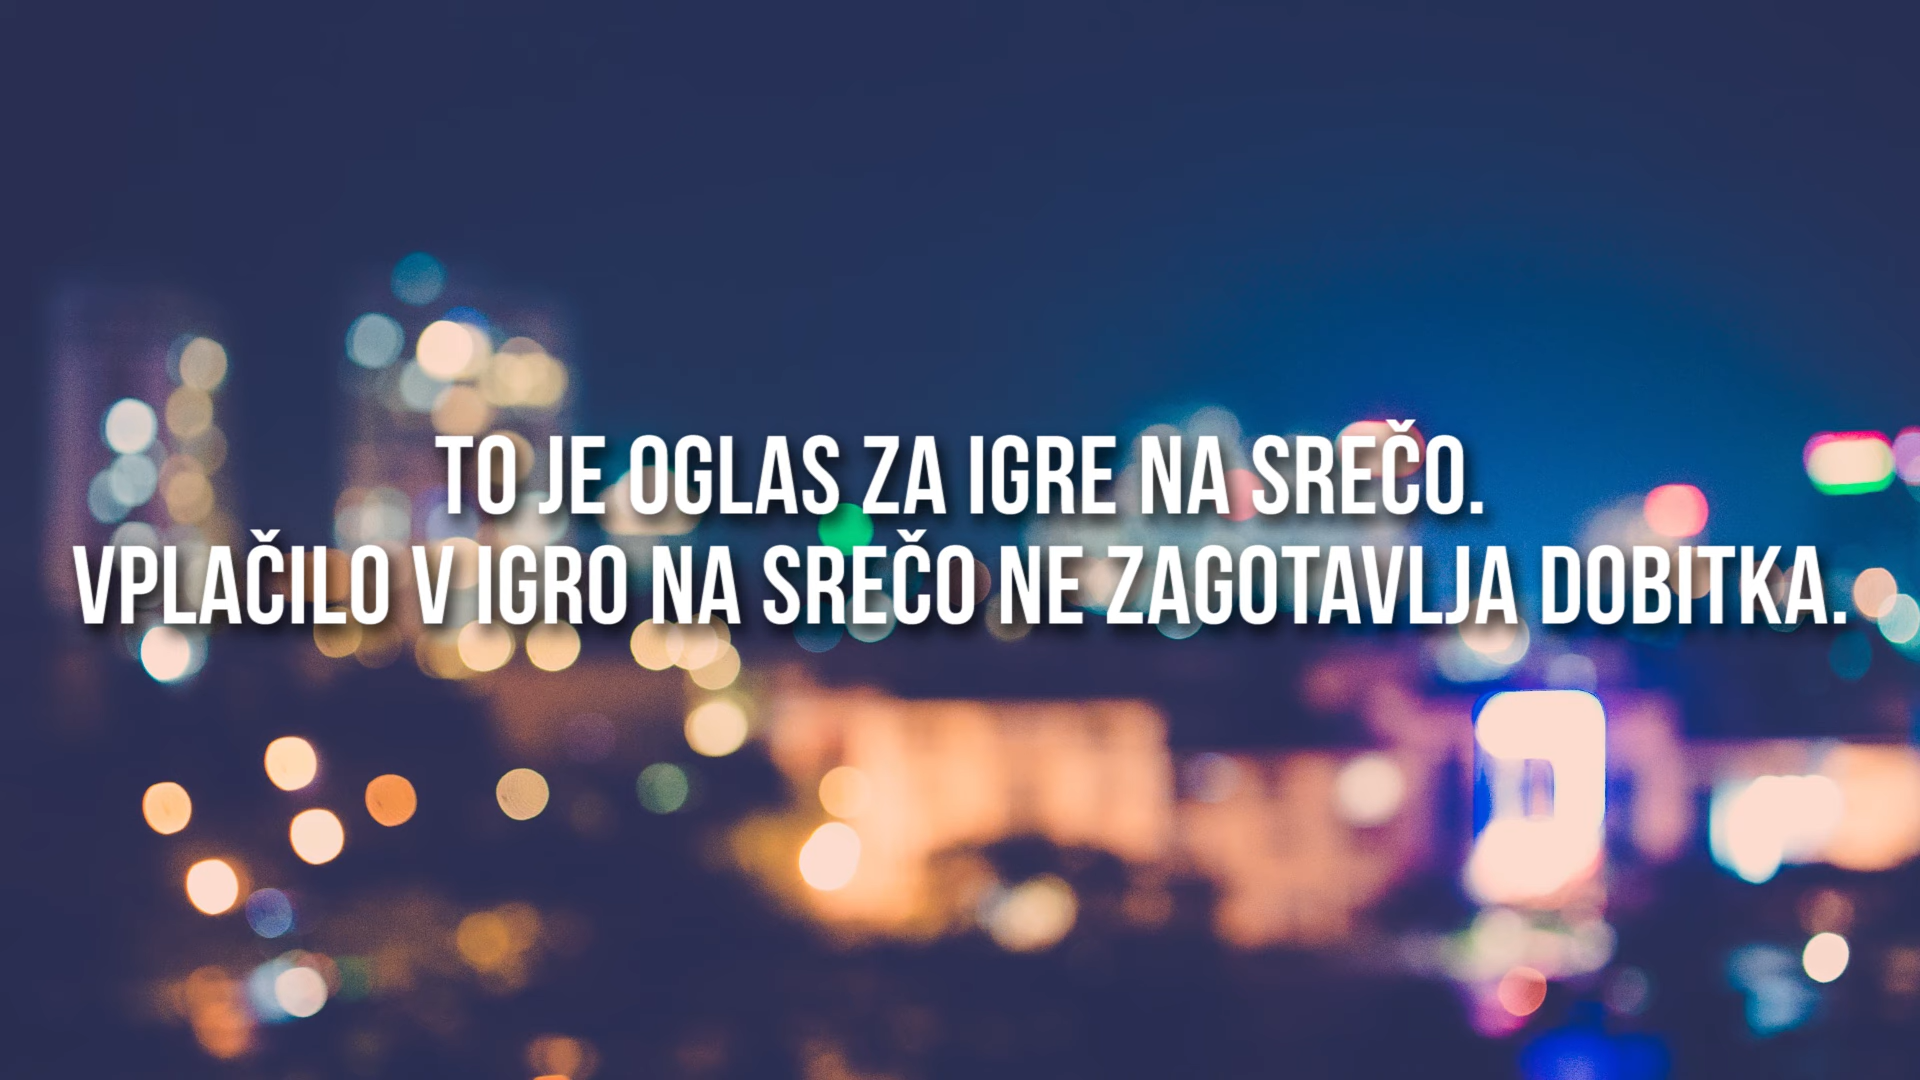 TO JE OGLAS ZA IGRE NA SREČO.
VPLAČILO V IGRO NA SREČO NE ZAGOTAVLJA DOBITKA.